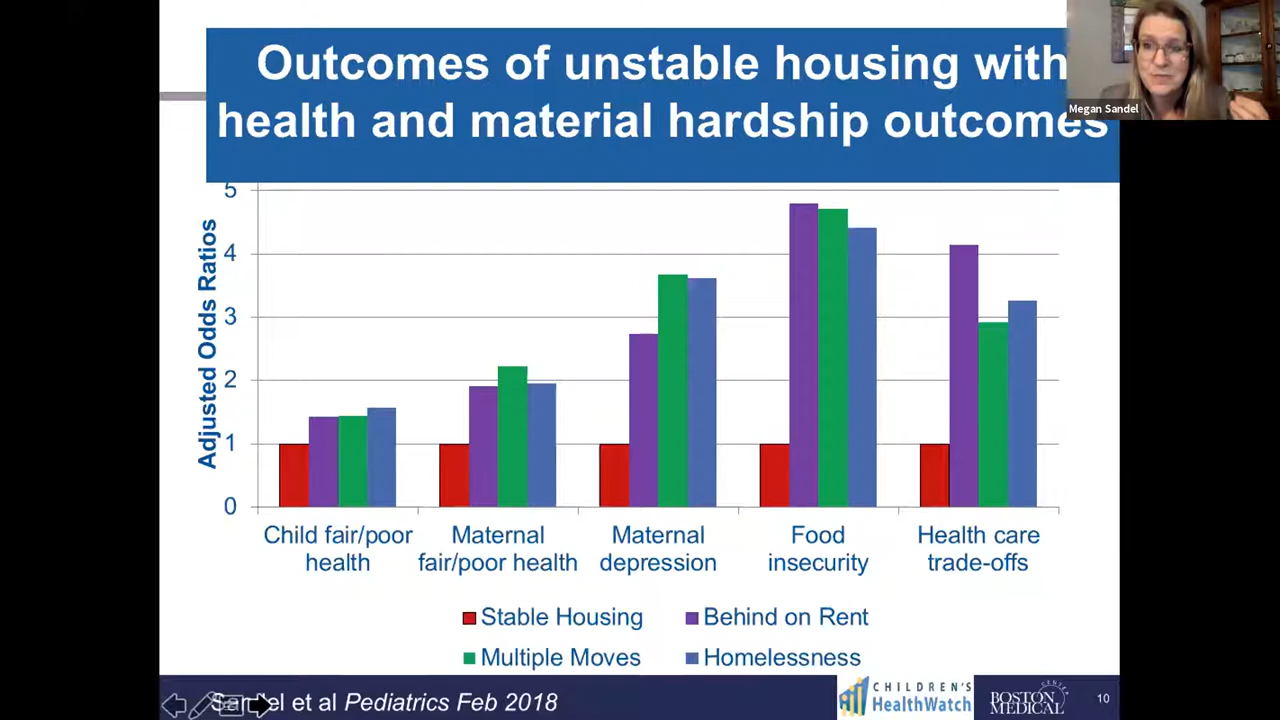 Outcomes of unstable housing with
health and material hardship outcomes
Megan Sandel
Adjusted Odds Ratios
5
4
3
2
1
0
Child fair/poor
health
Maternal
fair/poor health
Maternal
depression
Food
insecurity
Health care
trade-offs
Stable Housing
Behind on Rent
Multiple Moves
Homelessness
Sandel et al Pediatrics Feb 2018
CHILDREN'S
HealthWatch
BOSTON
MEDICAL
CENTER
10